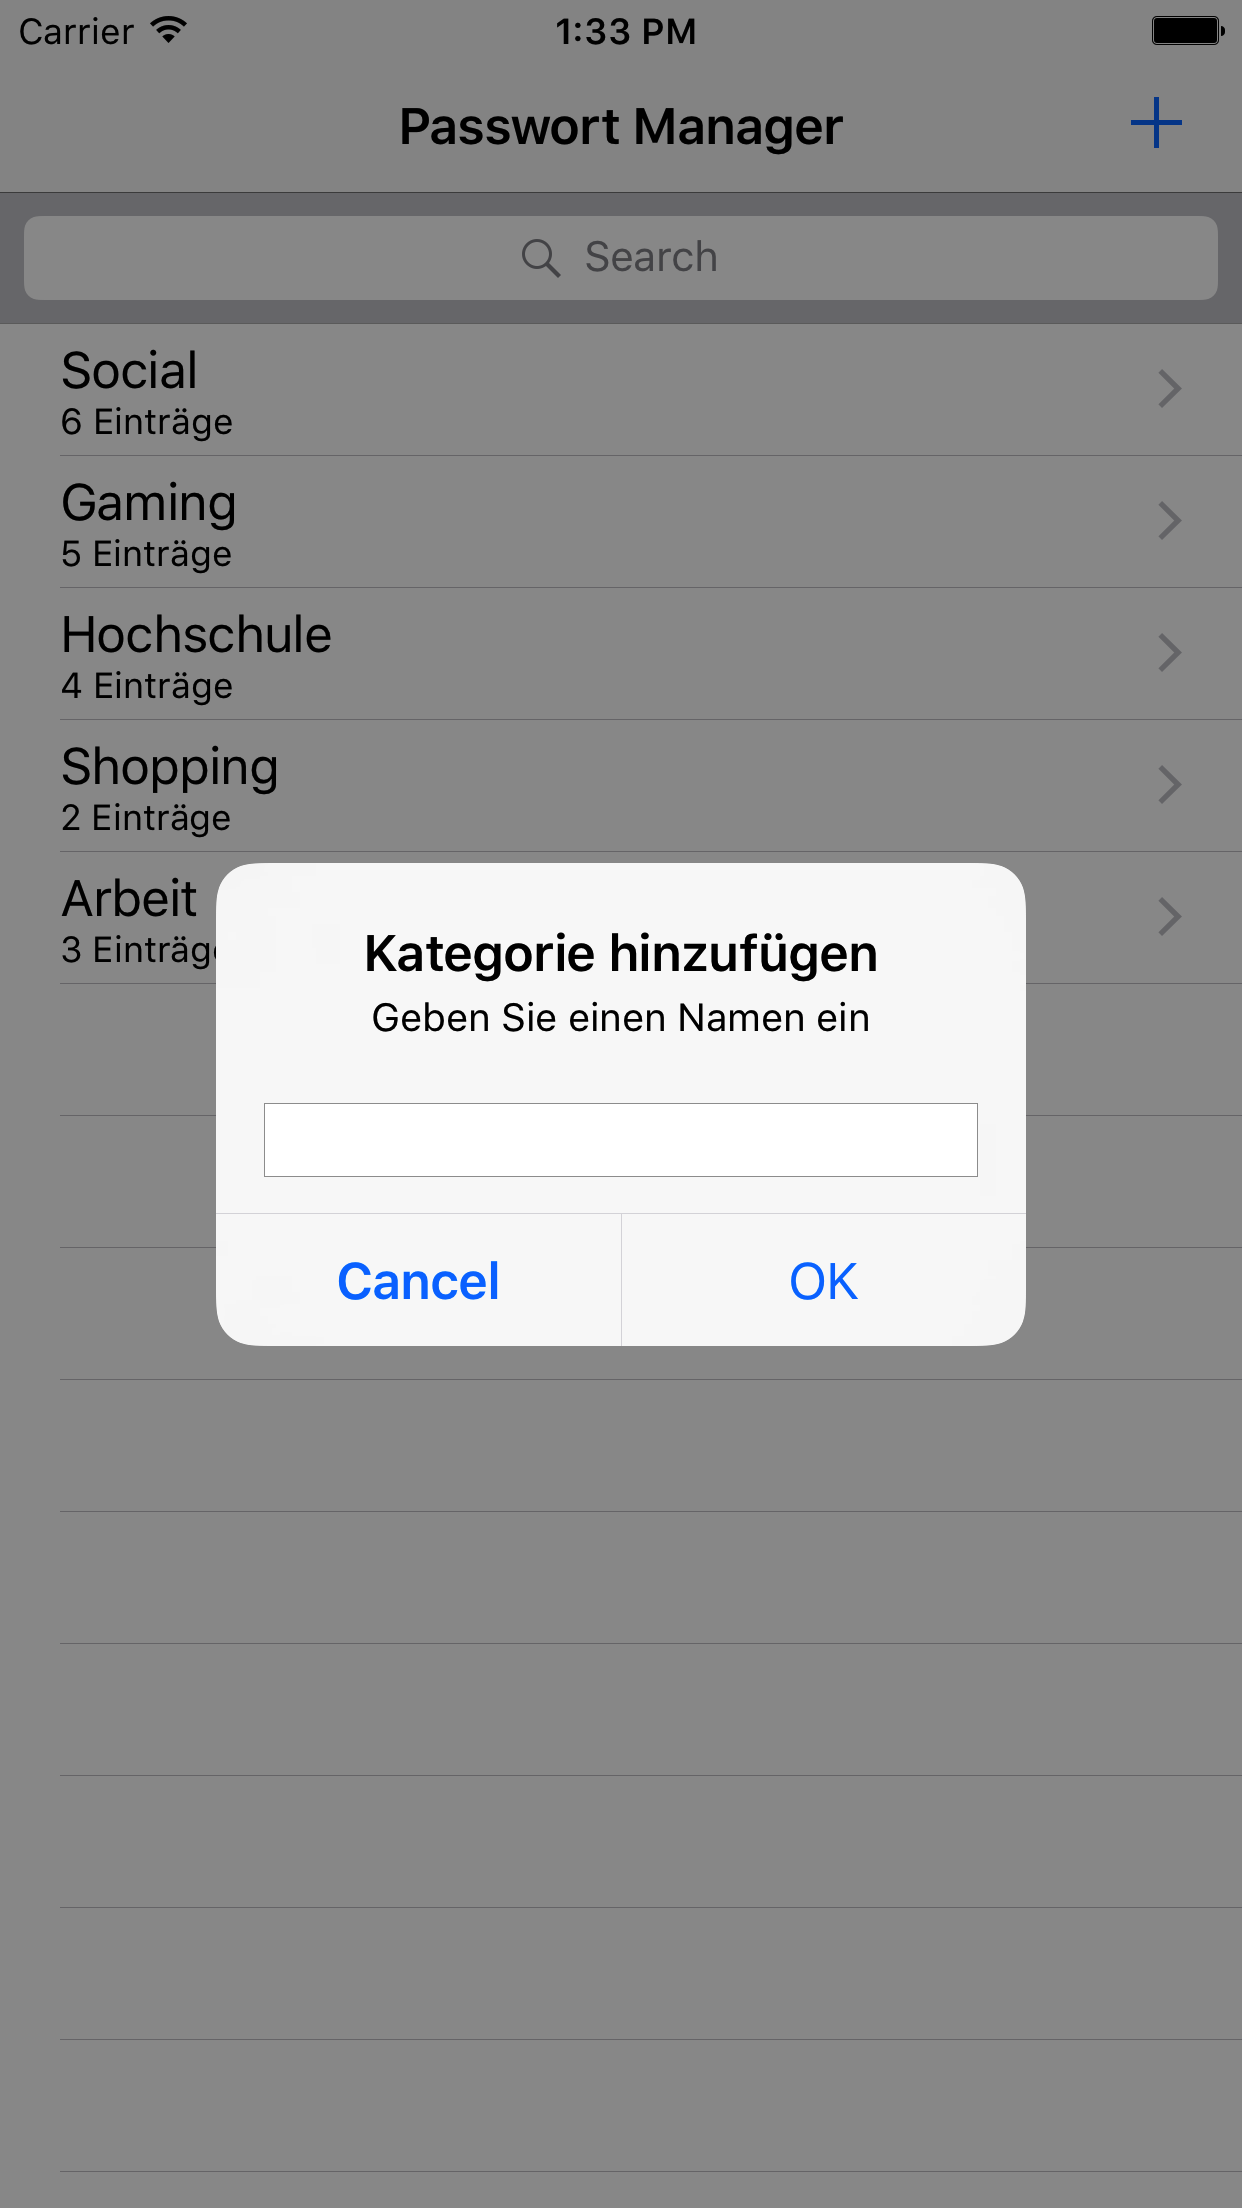 Carrier 1:33 PM
Passwort Manager
Search
Social
6 Einträge
Gaming
5 Einträge
Hochschule
4 Einträge
Shopping
2 Einträge
Arbeit
3 Einträge
Kategorie hinzufügen
Geben Sie einen Namen ein
Cancel OK